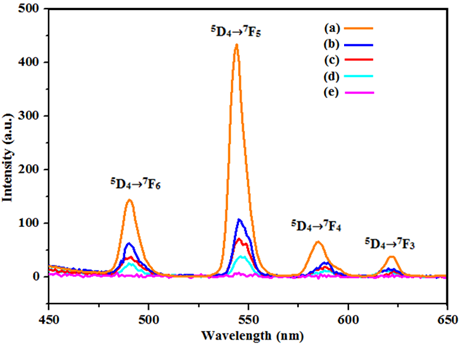 500
400
300
200
100
0
Intensity (a.u.)
⁵D₄→⁷F₅
(a)
(b)
(c)
(d)
(e)
⁵D₄→⁷F₆
⁵D₄→⁷F₄
⁵D₄→⁷F₃
450 500 550 600 650
Wavelength (nm)